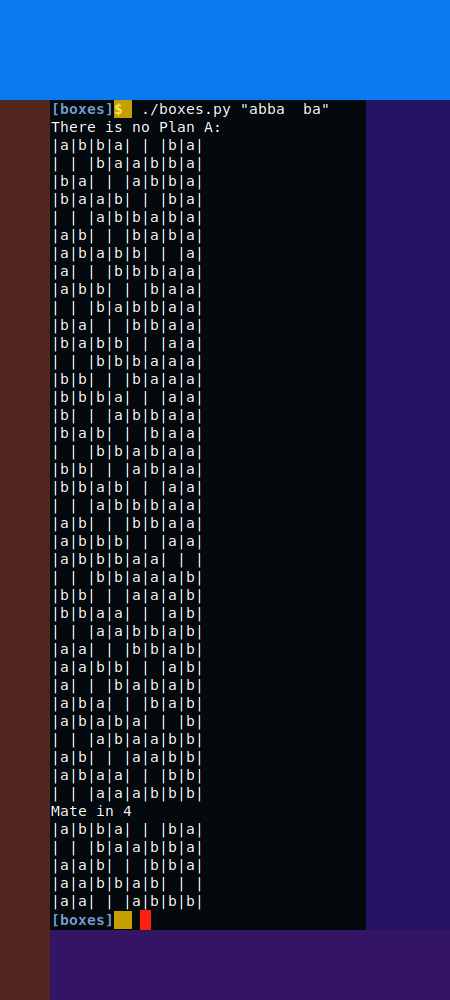 [boxes]$ ./boxes.py "abba  ba"
There is no Plan A:
|a|b|b|a| | |b|a|
| | |b|a|a|b|b|a|
|b|a| | |a|b|b|a|
|b|a|a|b| | |b|a|
| | |a|b|b|a|b|a|
|a|b| | |b|a|b|a|
|a|b|a|b|b| | |a|
|a| | |b|b|b|a|a|
|a|b|b| | |b|a|a|
| | |b|a|b|b|a|a|
|b|a| | |b|b|a|a|
|b|a|b|b| | |a|a|
| | |b|b|b|a|a|a|
|b|b| | |b|a|a|a|
|b|b|b|a| | |a|a|
|b| | |a|b|b|a|a|
|b|a|b| | |b|a|a|
| | |b|b|a|b|a|a|
|b|b| | |a|b|a|a|
|b|b|a|b| | |a|a|
| | |a|b|b|b|a|a|
|a|b| | |b|b|a|a|
|a|b|b|b| | |a|a|
|a|b|b|b|a|a| | |
| | |b|b|a|a|a|b|
|b|b| | |a|a|a|b|
|b|b|a|a| | |a|b|
| | |a|a|b|b|a|b|
|a|a| | |b|b|a|b|
|a|a|b|b| | |a|b|
|a| | |b|a|b|a|b|
|a|b|a| | |b|a|b|
|a|b|a|b|a| | |b|
| | |a|b|a|a|b|b|
|a|b| | |a|a|b|b|
|a|b|a|a| | |b|b|
| | |a|a|a|b|b|b|
Mate in 4
|a|b|b|a| | |b|a|
| | |b|a|a|b|b|a|
|a|a|b| | |b|b|a|
|a|a|b|b|a|b| | |
|a|a| | |a|b|b|b|
[boxes]